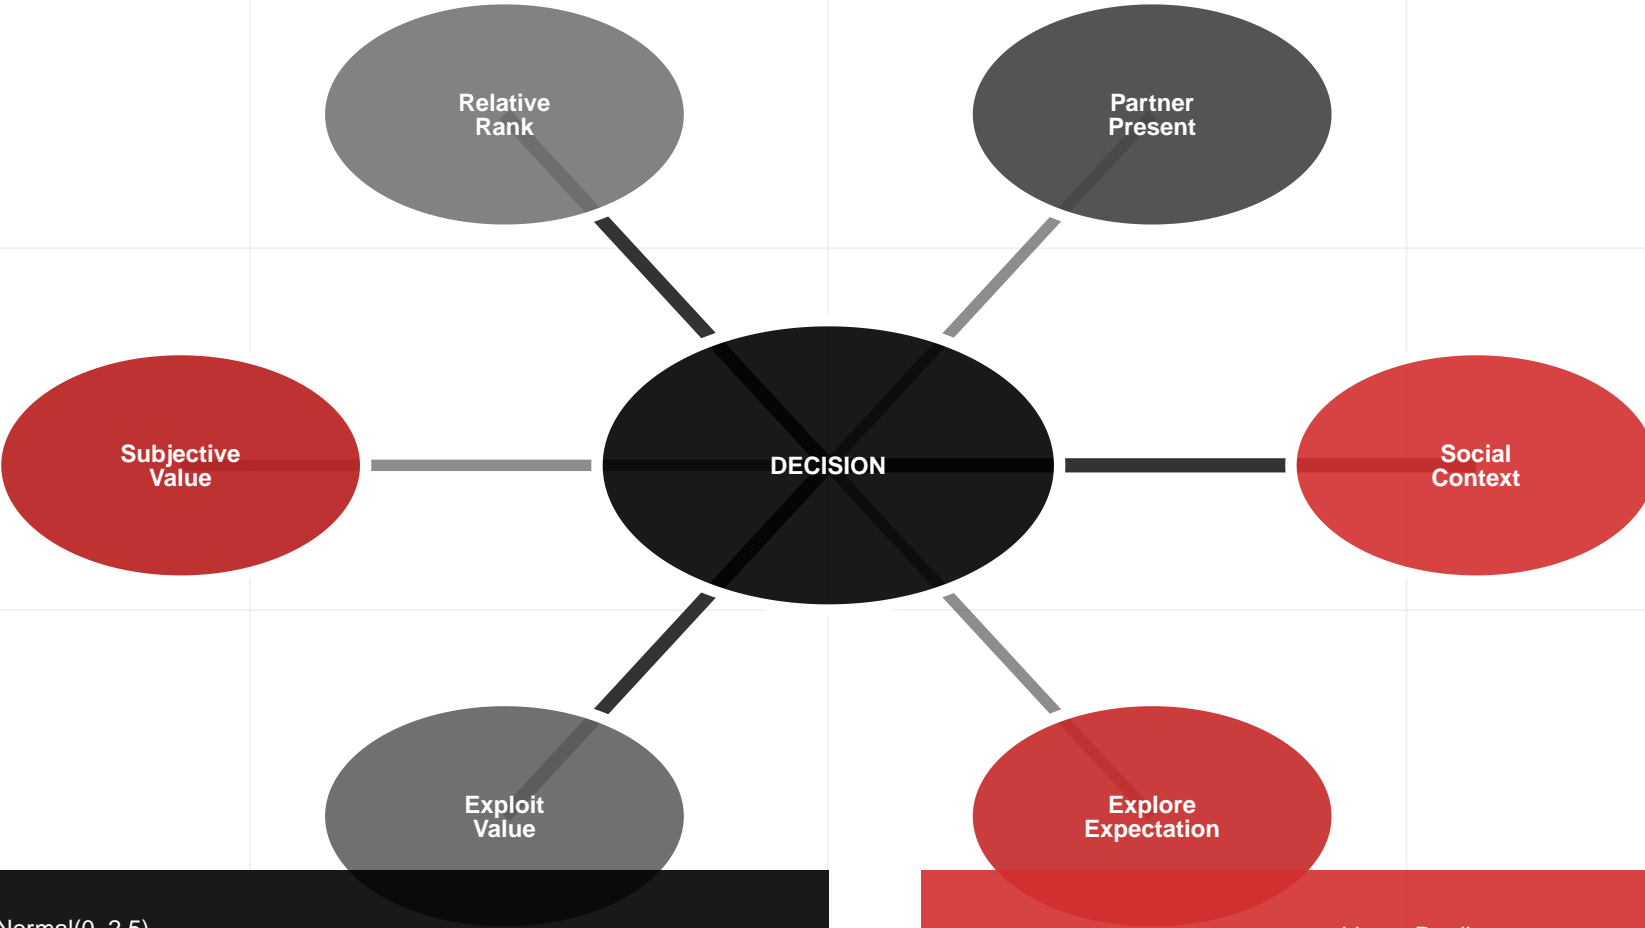 Relative
Rank
Partner
Present
Subjective
Value
DECISION
Social
Context
Exploit
Value
Explore
Expectation